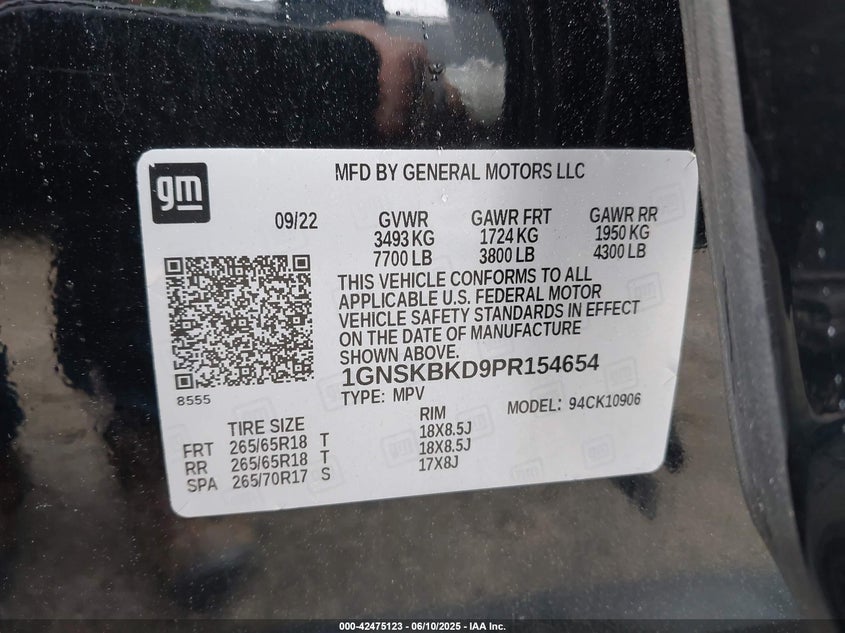 gm
MFD BY GENERAL MOTORS LLC
09/22 GVWR GAWR FRT GAWR RR
3493 KG 1724 KG 1950 KG
7700 LB 3800 LB 4300 LB
THIS VEHICLE CONFORMS TO ALL
APPLICABLE U.S. FEDERAL MOTOR
VEHICLE SAFETY STANDARDS IN EFFECT
ON THE DATE OF MANUFACTURE
SHOWN ABOVE.
1GNSKBKD9PR154654
8555
TYPE: MPV MODEL: 94CK10906
TIRE SIZE RIM
FRT 265/65R18 T 18X8.5J
RR 265/65R18 T 18X8.5J
SPA 265/70R17 S 17X8J
000-42475123 - 06/10/2025 - IAA Inc.